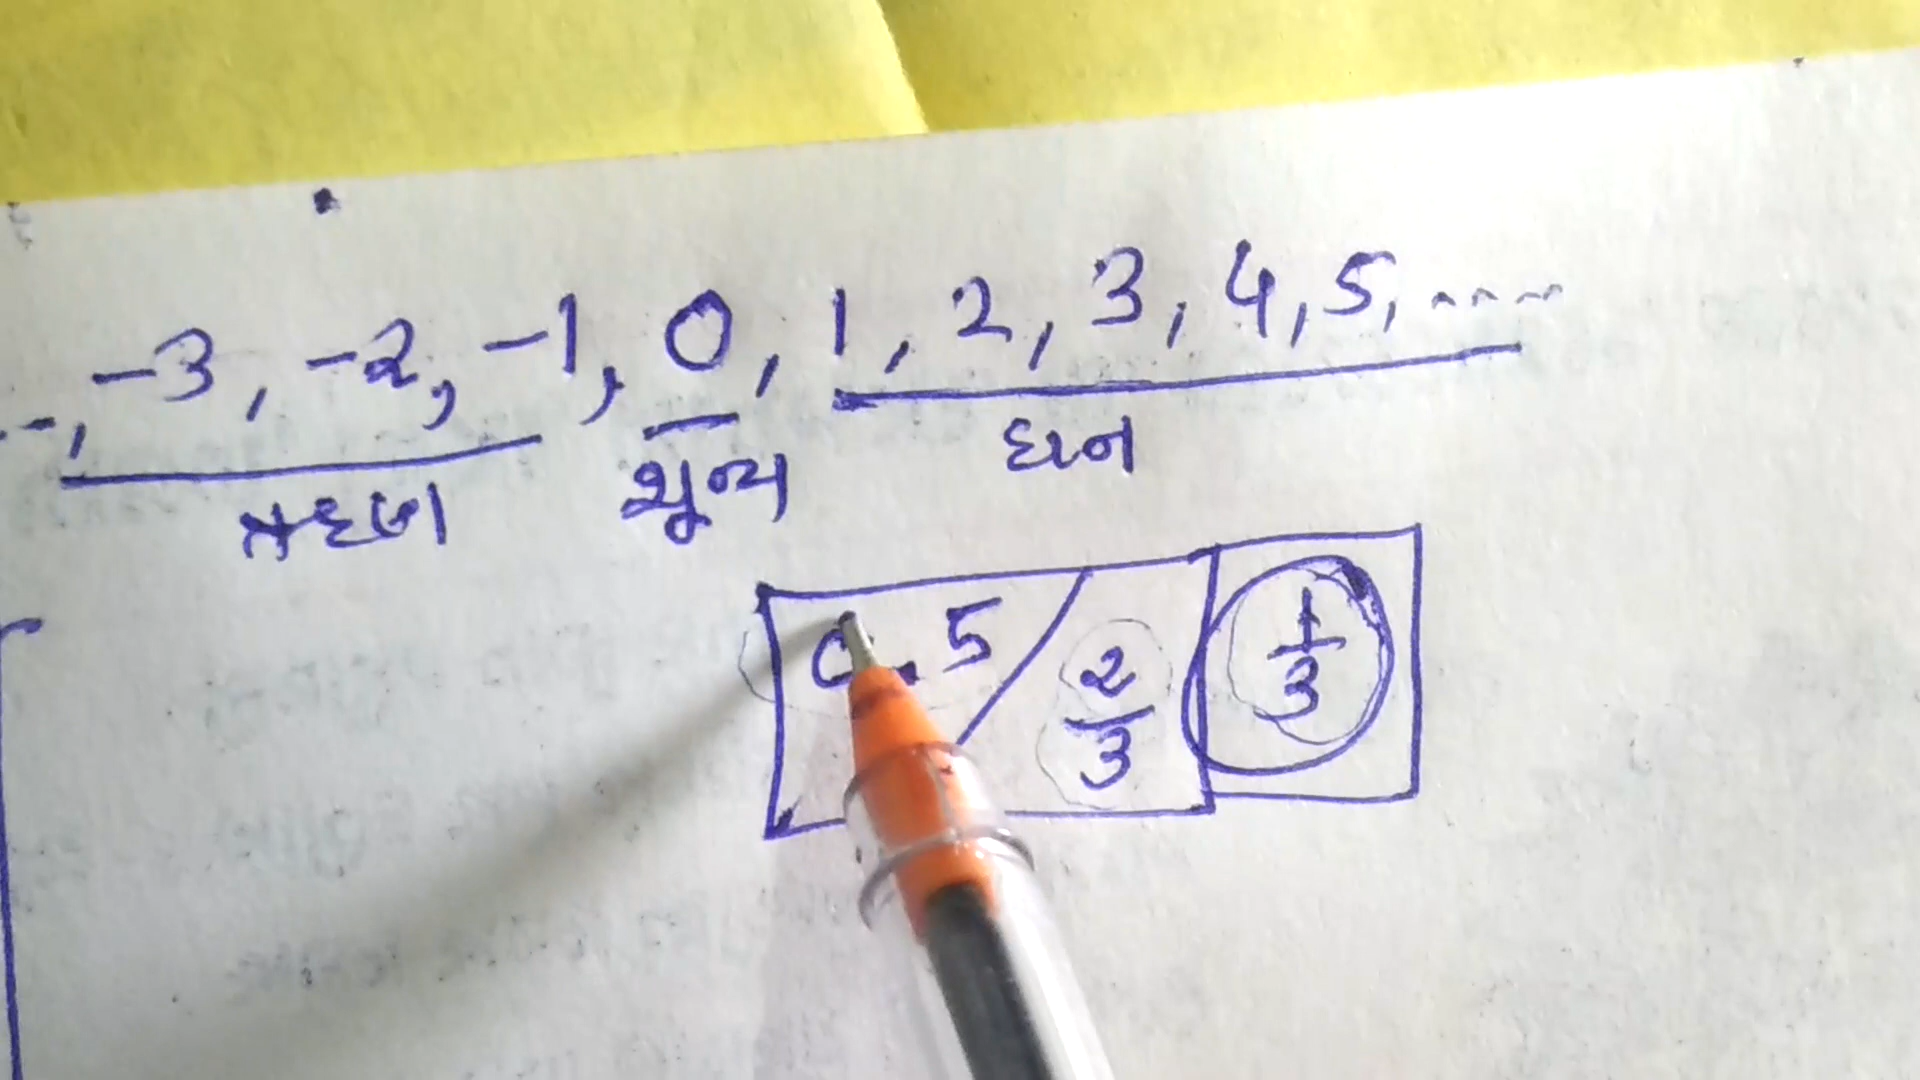 ..., -3, -2, -1, 0, 1, 2, 3, 4, 5, ....
ઋણ શૂન્ય ધન
0.5 / 2/3 1/3